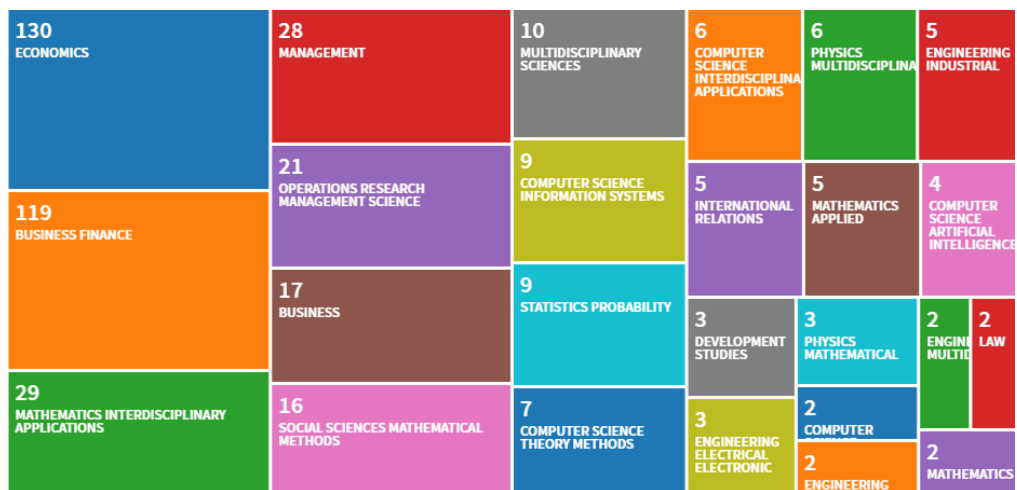 130
ECONOMICS
119
BUSINESS FINANCE
29
MATHEMATICS INTERDISCIPLINARY
APPLICATIONS
28
MANAGEMENT
21
OPERATIONS RESEARCH
MANAGEMENT SCIENCE
17
BUSINESS
16
SOCIAL SCIENCES MATHEMATICAL
METHODS
10
MULTIDISCIPLINARY
SCIENCES
9
COMPUTER SCIENCE
INFORMATION SYSTEMS
9
STATISTICS PROBABILITY
7
COMPUTER SCIENCE
THEORY METHODS
6
COMPUTER
SCIENCE
INTERDISCIPLINA
APPLICATIONS
6
PHYSICS
MULTIDISCIPLINA
5
ENGINEERING
INDUSTRIAL
5
INTERNATIONAL
RELATIONS
5
MATHEMATICS
APPLIED
4
COMPUTER
SCIENCE
ARTIFICIAL
INTELLIGENCE
3
DEVELOPMENT
STUDIES
3
PHYSICS
MATHEMATICAL
2
ENGINE
MULTID
2
LAW
3
ENGINEERING
ELECTRICAL
ELECTRONIC
2
COMPUTER
2
ENGINEERING
2
MATHEMATICS